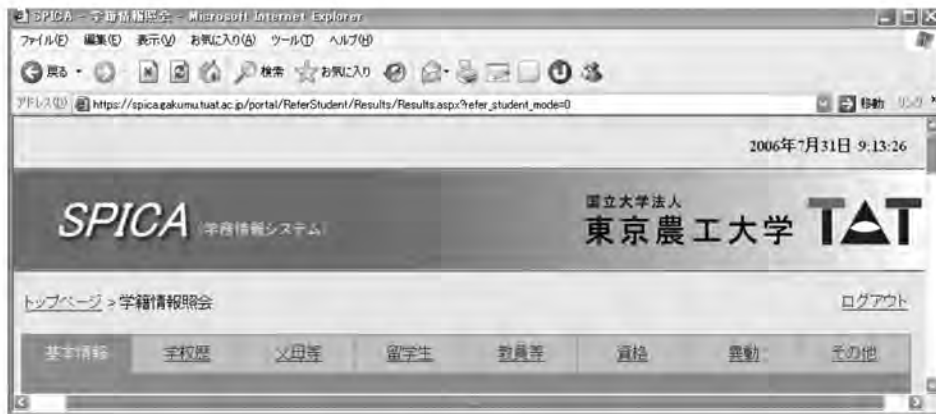 SPICA - 学籍情報照会 - Microsoft Internet Explorer
ファイル(F) 編集(E) 表示(V) お気に入り(A) ツール(T) ヘルプ(H)
戻る 検索 お気に入り
アドレス(D) https://spica.gakumu.tuat.ac.jp/portal/ReferStudent/Results/Results.aspx?refer_student_mode=0 移動 リンク
2006年7月31日 9:13:26
国立大学法人
SPICA (学務情報システム) 東京農工大学 TAT
トップページ > 学籍情報照会 ログアウト
基本情報 学校歴 父母等 留学生 教員等 資格 異動 その他